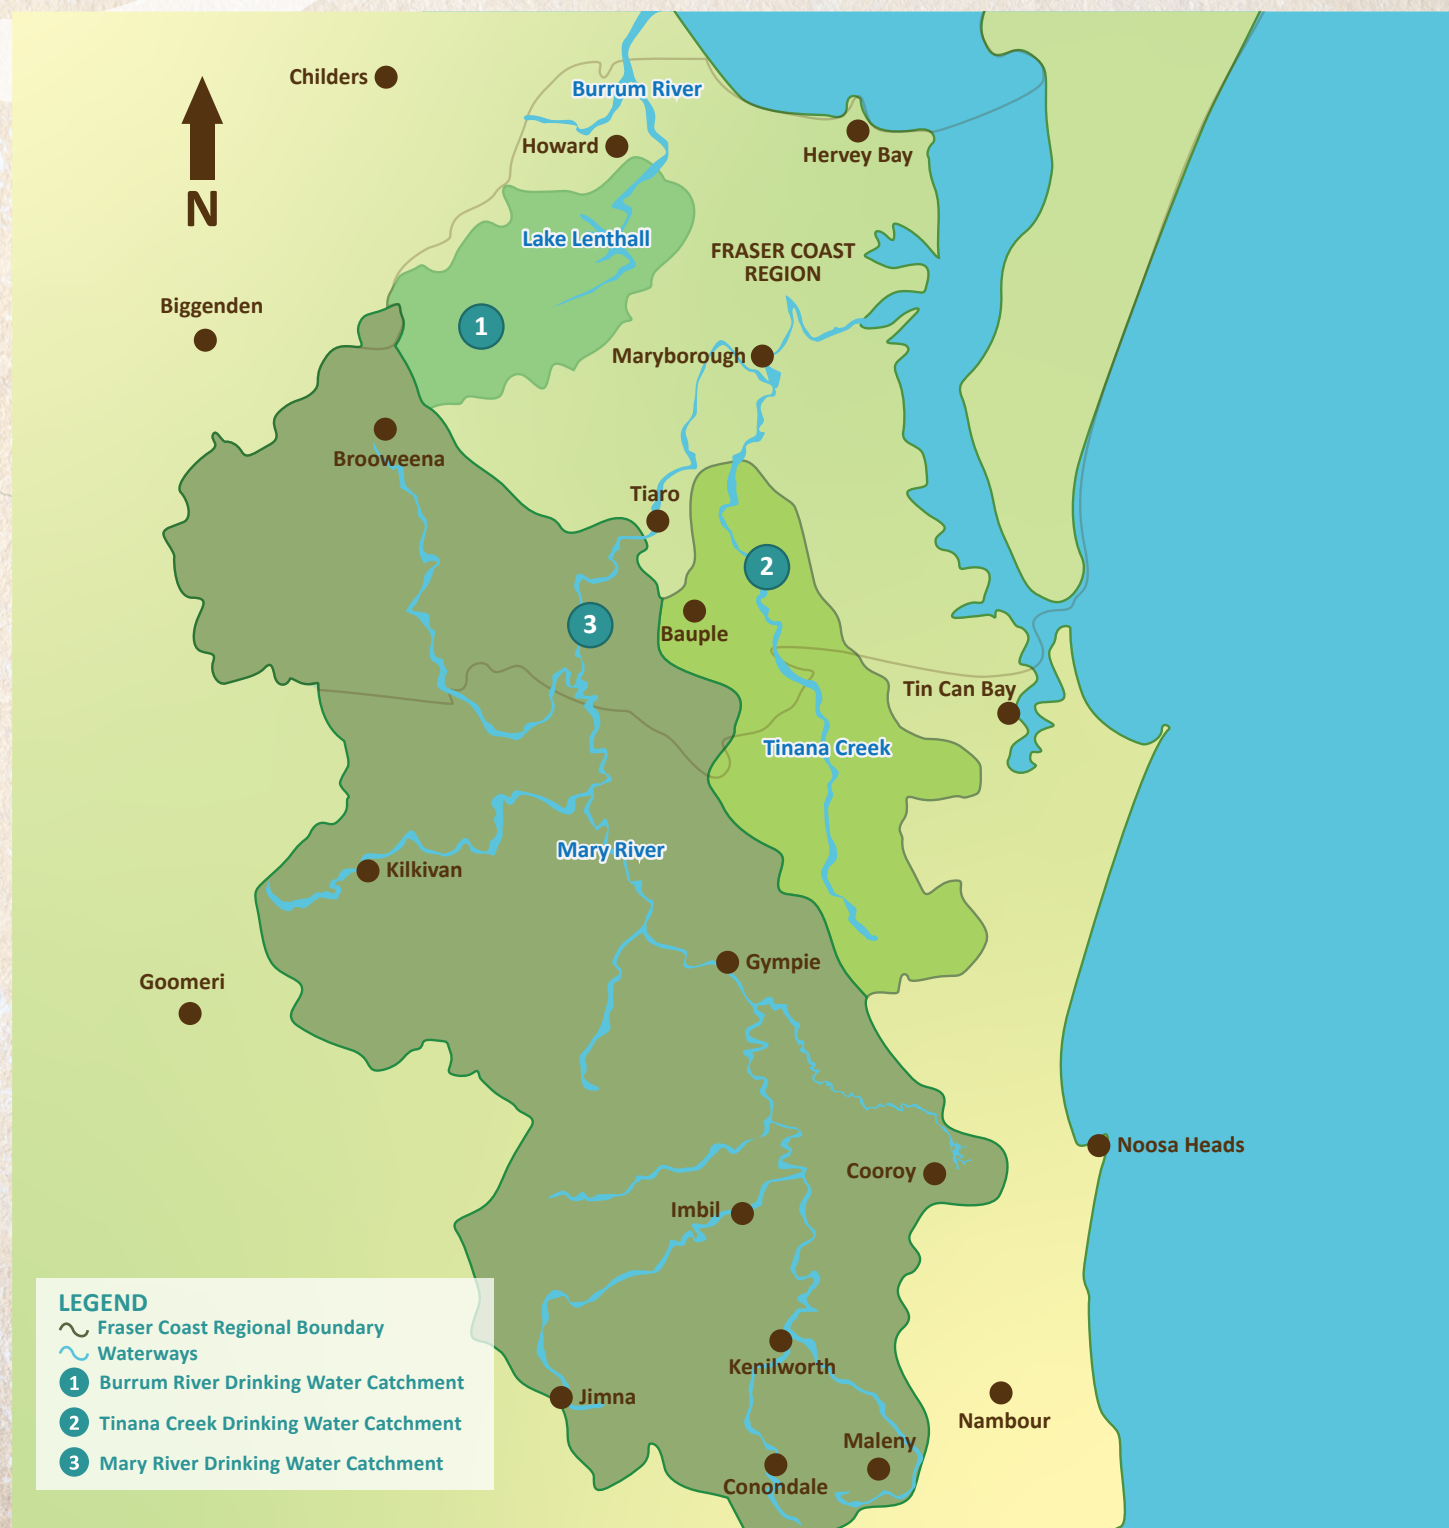 Childers
Burrum River
Howard
Hervey Bay
N
Lake Lenthall
FRASER COAST
REGION
Biggenden
1
Maryborough
Brooweena
Tiaro
2
3
Bauple
Tin Can Bay
Tinana Creek
Mary River
Kilkivan
Gympie
Goomeri
Noosa Heads
Cooroy
Imbil
Kenilworth
Jimna
Nambour
Maleny
Conondale
LEGEND
Fraser Coast Regional Boundary
Waterways
1 Burrum River Drinking Water Catchment
2 Tinana Creek Drinking Water Catchment
3 Mary River Drinking Water Catchment